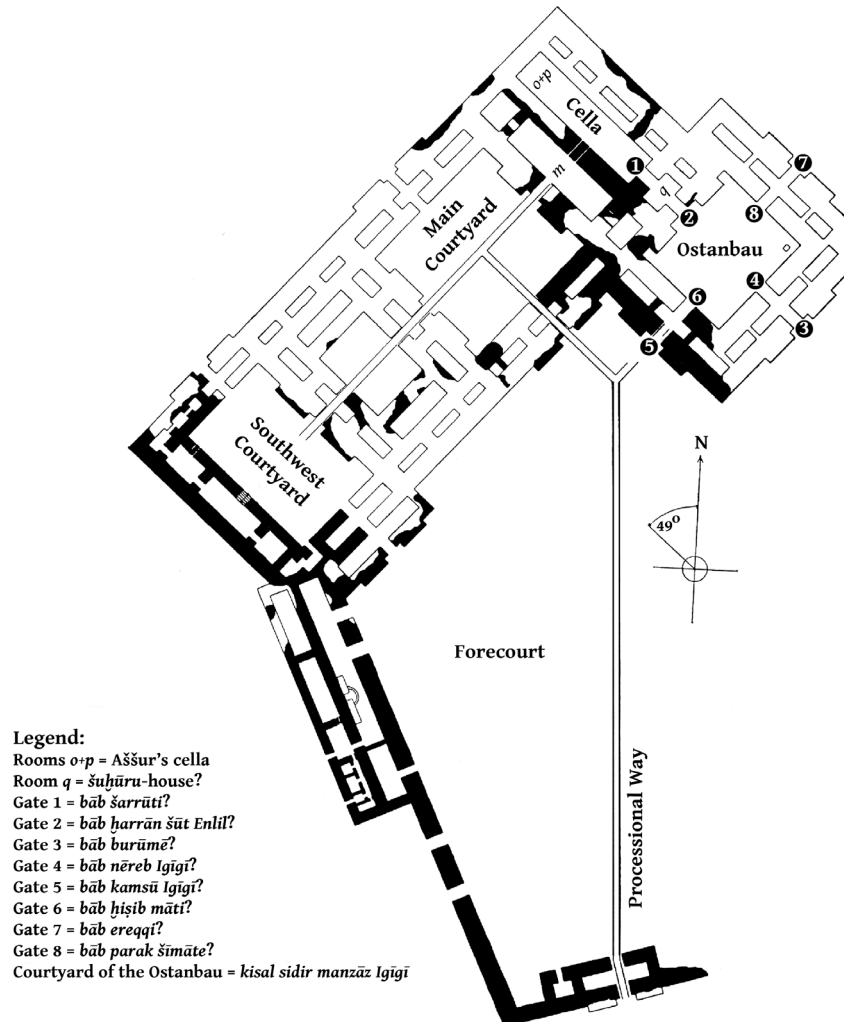 o+p
Cella
1
7
m
q
2
8
Main
Courtyard
Ostanbau
4
6
3
5
Southwest
Courtyard
N
49°
Forecourt
Processional Way
Legend:
Rooms o+p = Aššur's cella
Room q = šuḫūru-house?
Gate 1 = bāb šarrūti?
Gate 2 = bāb ḫarrān šūt Enlil?
Gate 3 = bāb burūmē?
Gate 4 = bāb nēreb Igīgī?
Gate 5 = bāb kamsū Igīgī?
Gate 6 = bāb ḫiṣib māti?
Gate 7 = bāb ereqqi?
Gate 8 = bāb parak šīmāte?
Courtyard of the Ostanbau = kisal sidir manzāz Igīgī